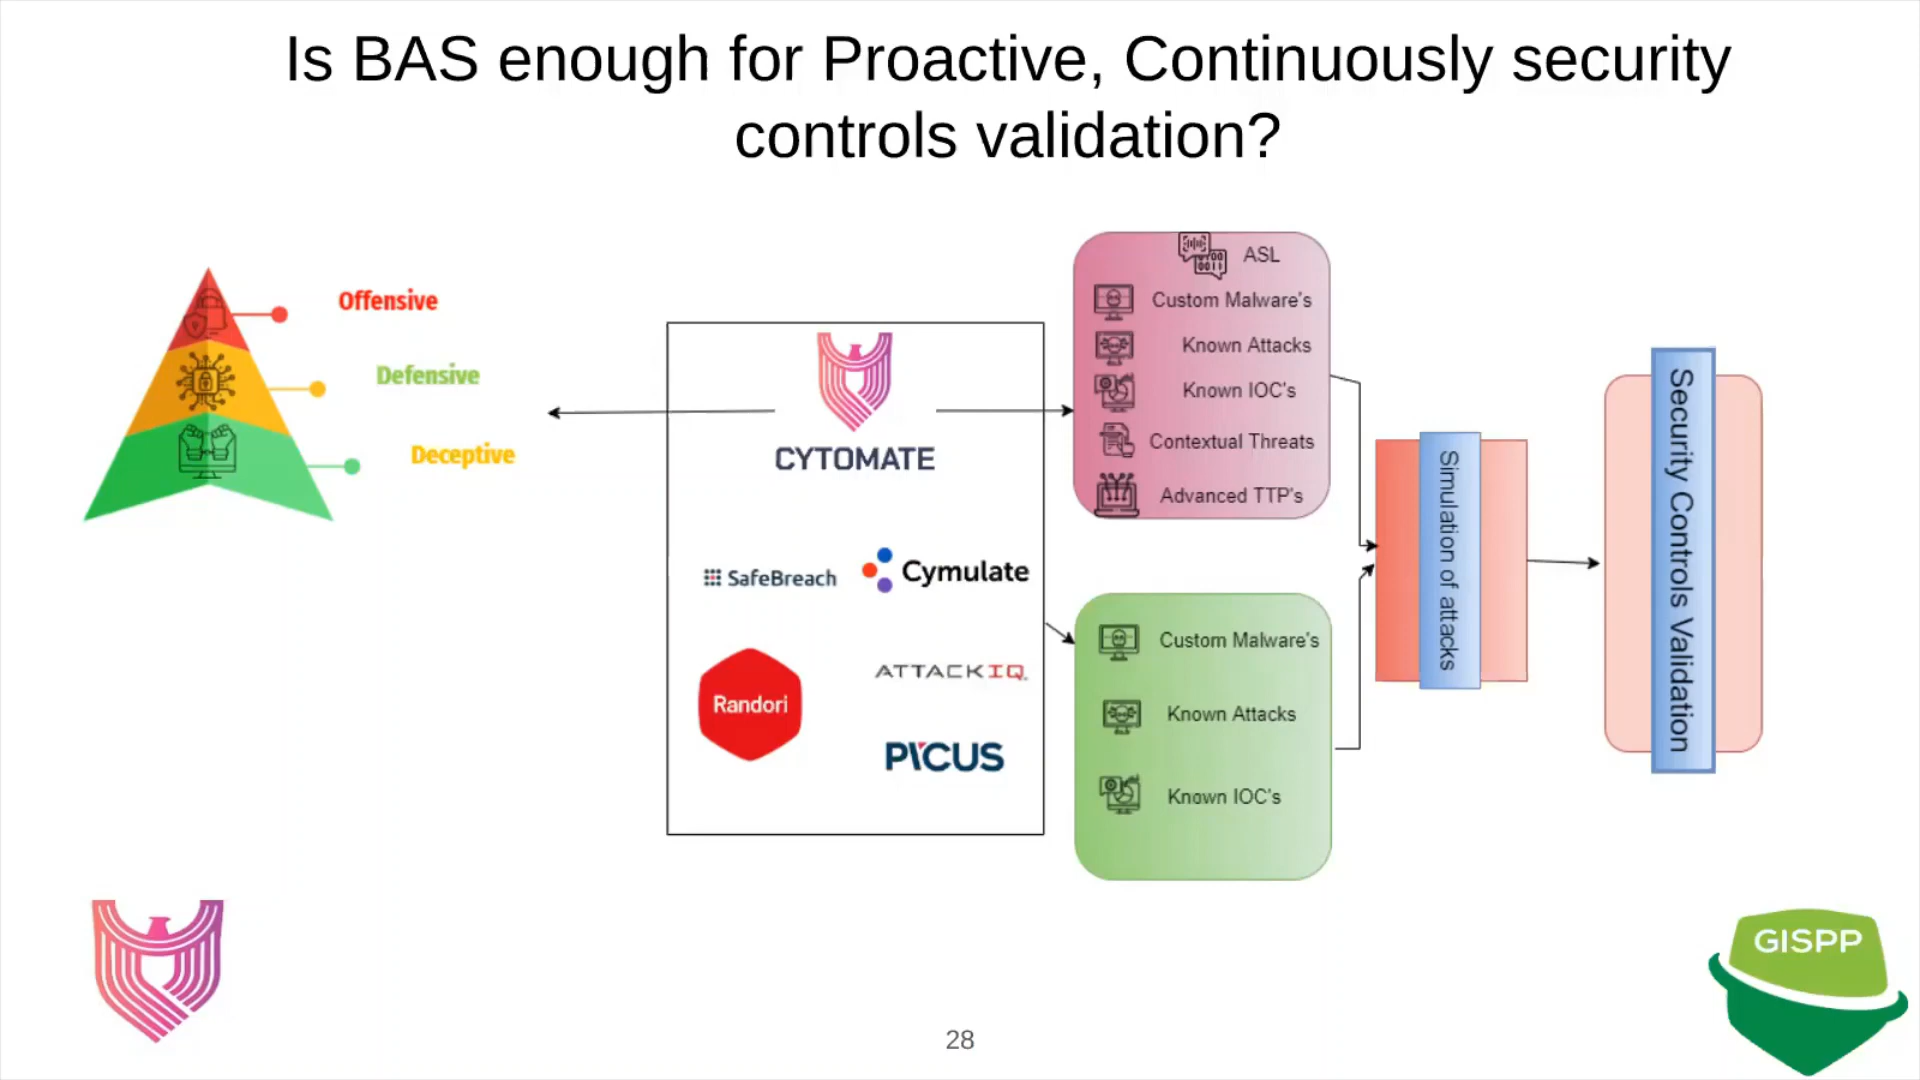 Is BAS enough for Proactive, Continuously security
controls validation?
Offensive
Defensive
Deceptive
CYTOMATE
SafeBreach
Cymulate
Randori
ATTACKIQ
PICUS
ASL
Custom Malware's
Known Attacks
Known IOC's
Contextual Threats
Advanced TTP's
Custom Malware's
Known Attacks
Known IOC's
Simulation of attacks
Security Controls Validation
GISPP
28